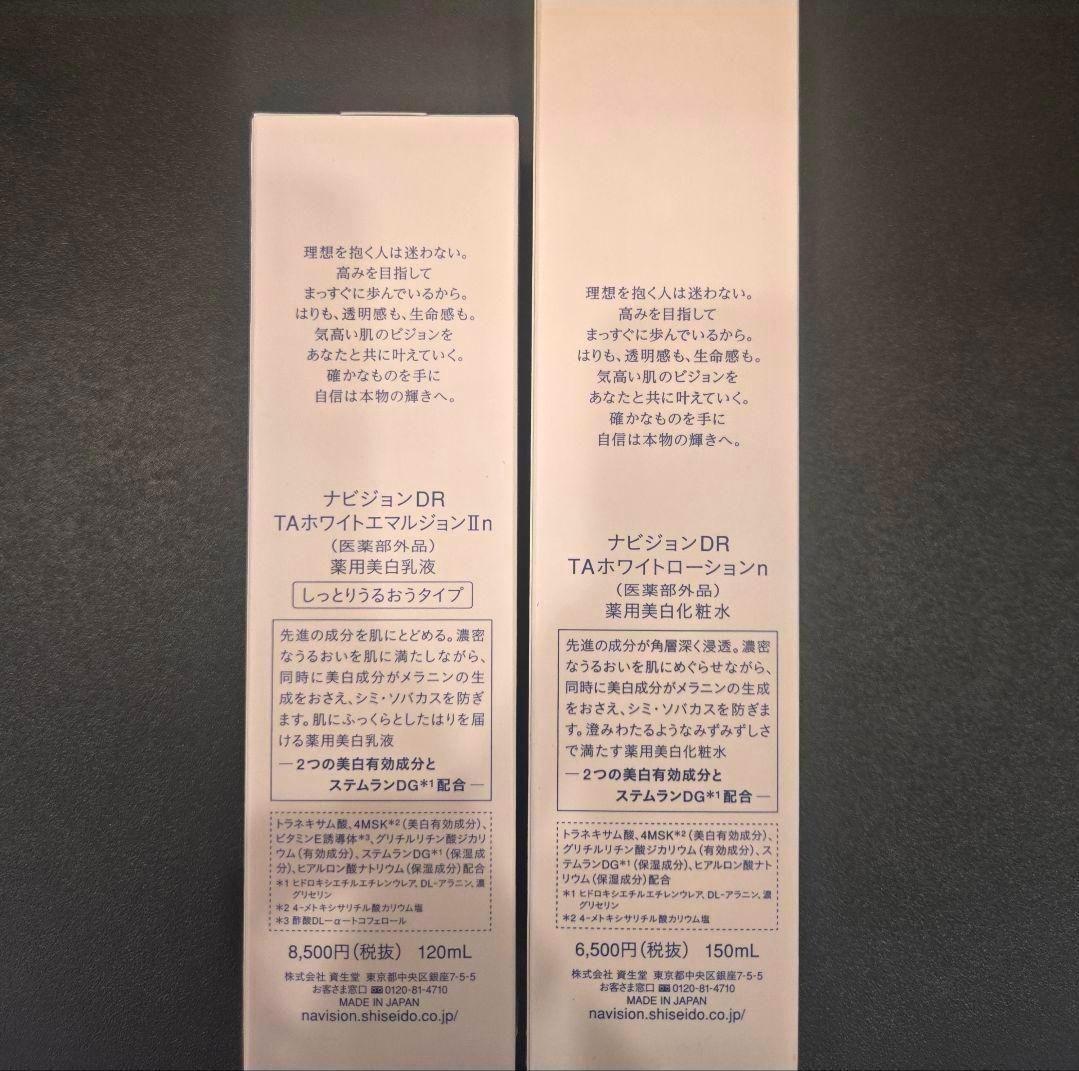 理想を抱く人は迷わない。
高みを目指して
まっすぐに歩んでいるから。
はりも、透明感も、生命感も。
気高い肌のビジョンを
あなたと共に叶えていく。
確かなものを手に
自信は本物の輝きへ。
ナビジョンDR
TAホワイトエマルジョンⅡn
（医薬部外品）
薬用美白乳液
しっとりうるおうタイプ
先進の成分を肌にとどめる。濃密
なうるおいを肌に満たしながら、
同時に美白成分がメラニンの生
成をおさえ、シミ・ソバカスを防ぎ
ます。肌にふっくらとしたはりを届
ける薬用美白乳液
―2つの美白有効成分と
ステムランDG*1配合―
トラネキサム酸、4MSK*2（美白有効成分）、
ビタミンE誘導体*3、グリチルリチン酸ジカリ
ウム（有効成分）、ステムランDG*1（保湿成
分）、ヒアルロン酸ナトリウム（保湿成分）配合
*1 ヒドロキシエチルエチレンウレア、DL-アラニン、濃
グリセリン
*2 4-メトキシサリチル酸カリウム塩
*3 酢酸DL-α-トコフェロール
8,500円（税抜） 120mL
株式会社 資生堂 東京都中央区銀座7-5-5
お客さま窓口 0120-81-4710
MADE IN JAPAN
navision.shiseido.co.jp/
理想を抱く人は迷わない。
高みを目指して
まっすぐに歩んでいるから。
はりも、透明感も、生命感も。
気高い肌のビジョンを
あなたと共に叶えていく。
確かなものを手に
自信は本物の輝きへ。
ナビジョンDR
TAホワイトローションn
（医薬部外品）
薬用美白化粧水
先進の成分が角層深く浸透。濃密
なうるおいを肌にめぐらせながら、
同時に美白成分がメラニンの生成
をおさえ、シミ・ソバカスを防ぎま
す。澄みわたるようなみずみずしさ
で満たす薬用美白化粧水
―2つの美白有効成分と
ステムランDG*1配合―
トラネキサム酸、4MSK*2（美白有効成分）、
グリチルリチン酸ジカリウム（有効成分）、ス
テムランDG*1（保湿成分）、ヒアルロン酸ナト
リウム（保湿成分）配合
*1 ヒドロキシエチルエチレンウレア、DL-アラニン、濃
グリセリン
*2 4-メトキシサリチル酸カリウム塩
6,500円（税抜） 150mL
株式会社 資生堂 東京都中央区銀座7-5-5
お客さま窓口 0120-81-4710
MADE IN JAPAN
navision.shiseido.co.jp/